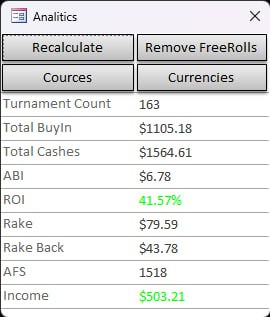 Analitics
Recalculate Remove FreeRolls
Cources Currencies
Turnament Count 163
Total BuyIn $1105.18
Total Cashes $1564.61
ABI $6.78
ROI 41.57%
Rake $79.59
Rake Back $43.78
AFS 1518
Income $503.21